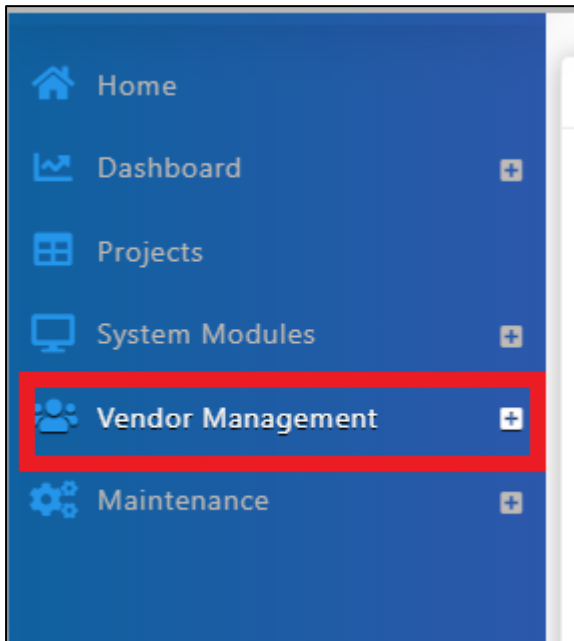 Home
Dashboard
Projects
System Modules
Vendor Management
Maintenance